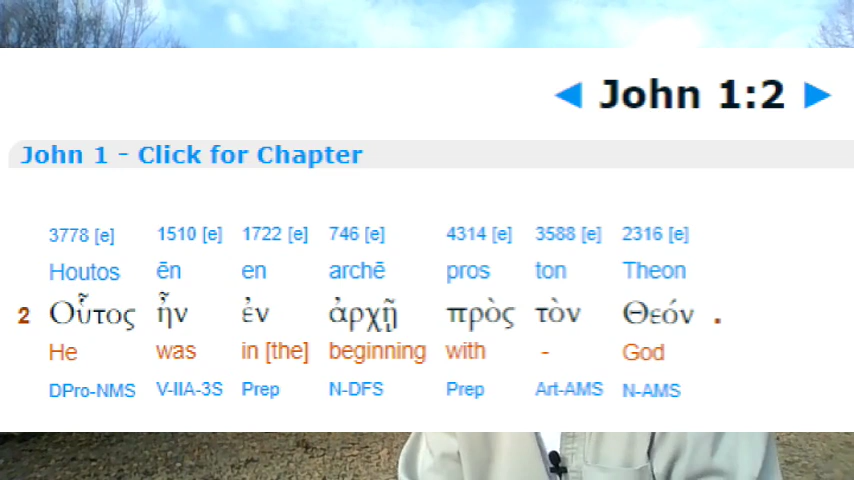 ◄ John 1:2 ►
John 1 - Click for Chapter
3778 [e] 1510 [e] 1722 [e] 746 [e] 4314 [e] 3588 [e] 2316 [e]
Houtos ēn en archē pros ton Theon
2 Οὗτος ἦν ἐν ἀρχῇ πρὸς τὸν Θεόν .
He was in [the] beginning with - God
DPro-NMS V-IIA-3S Prep N-DFS Prep Art-AMS N-AMS